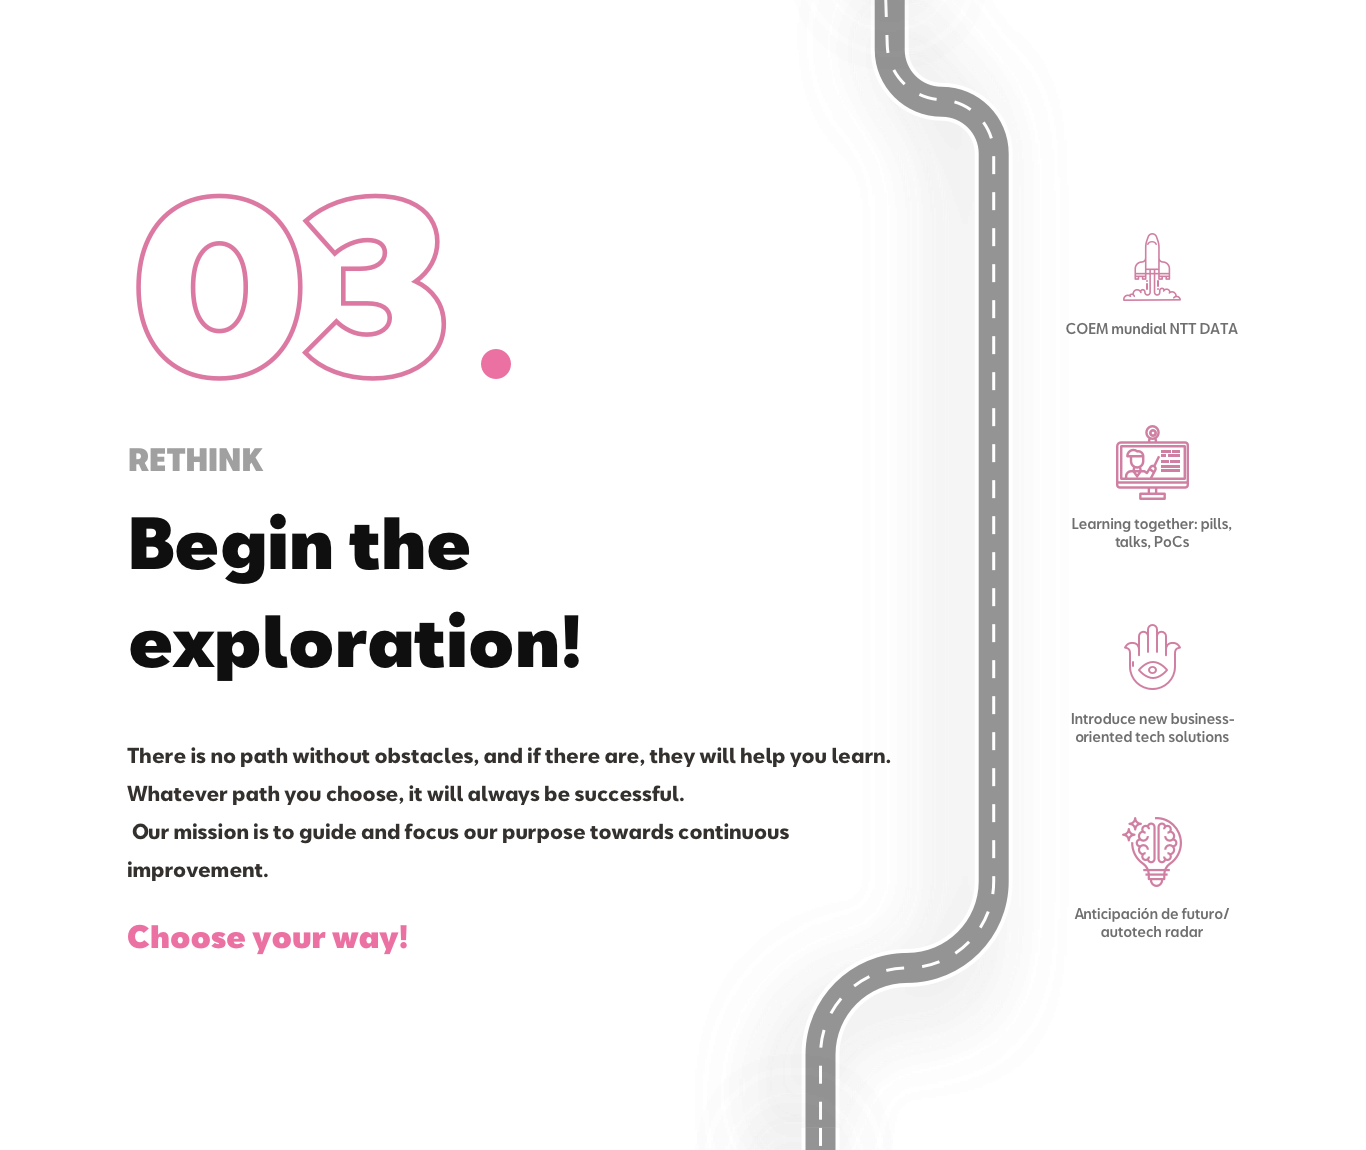 03.
RETHINK
Begin the
exploration!
There is no path without obstacles, and if there are, they will help you learn.
Whatever path you choose, it will always be successful.
Our mission is to guide and focus our purpose towards continuous
improvement.
Choose your way!
COEM mundial NTT DATA
Learning together: pills,
talks, PoCs
Introduce new business-
oriented tech solutions
Anticipación de futuro/
autotech radar